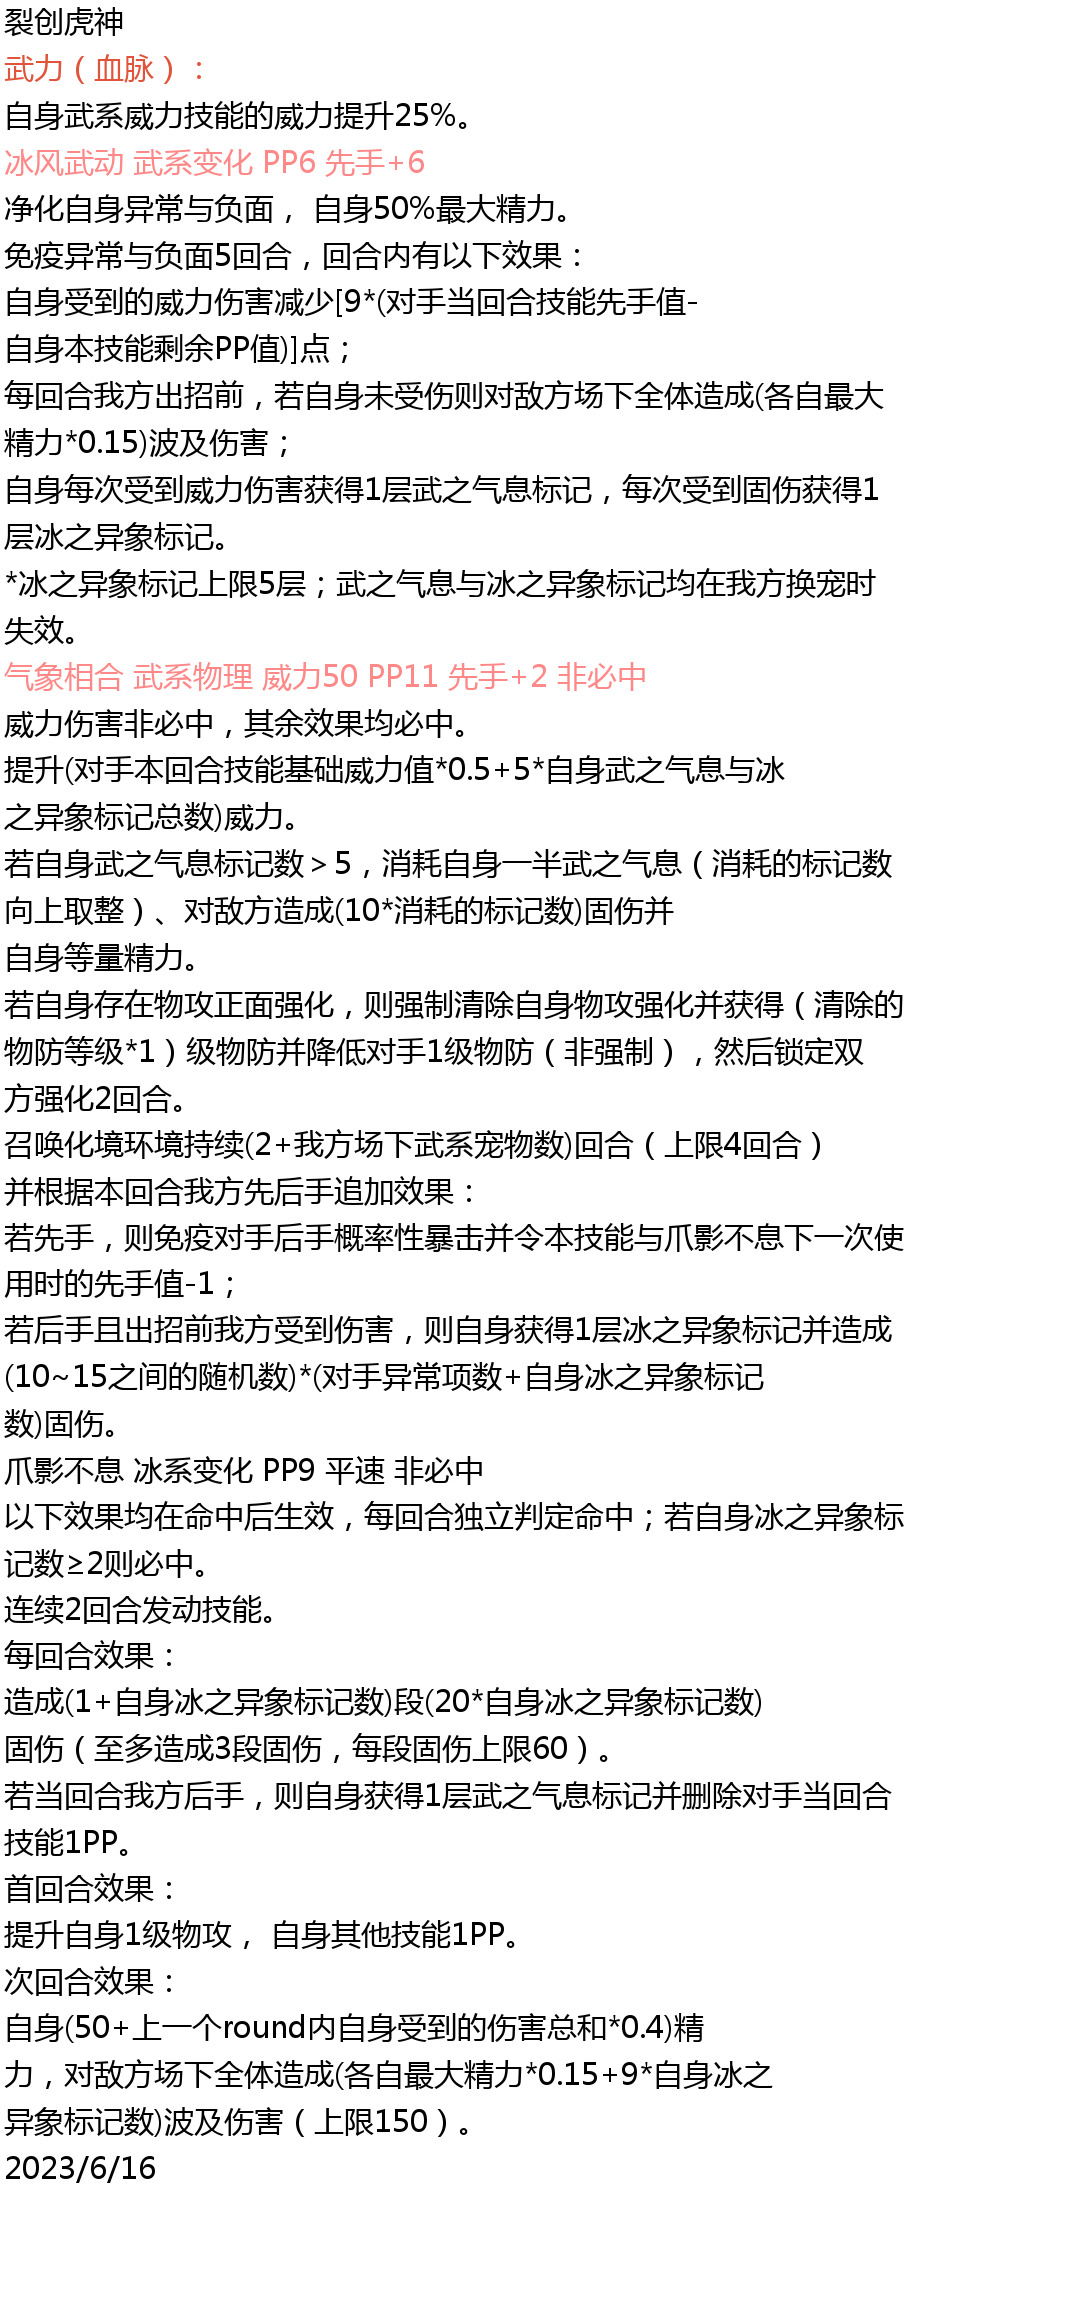 裂创虎神
武力（血脉）：
自身武系威力技能的威力提升25%。
冰风武动 武系变化 PP6 先手+6
净化自身异常与负面， 自身50%最大精力。
免疫异常与负面5回合，回合内有以下效果：
自身受到的威力伤害减少[9*(对手当回合技能先手值-
自身本技能剩余PP值)]点；
每回合我方出招前，若自身未受伤则对敌方场下全体造成(各自最大
精力*0.15)波及伤害；
自身每次受到威力伤害获得1层武之气息标记，每次受到固伤获得1
层冰之异象标记。
*冰之异象标记上限5层；武之气息与冰之异象标记均在我方换宠时
失效。
气象相合 武系物理 威力50 PP11 先手+2 非必中
威力伤害非必中，其余效果均必中。
提升(对手本回合技能基础威力值*0.5+5*自身武之气息与冰
之异象标记总数)威力。
若自身武之气息标记数＞5，消耗自身一半武之气息（消耗的标记数
向上取整）、对敌方造成(10*消耗的标记数)固伤并
自身等量精力。
若自身存在物攻正面强化，则强制清除自身物攻强化并获得（清除的
物防等级*1）级物防并降低对手1级物防（非强制），然后锁定双
方强化2回合。
召唤化境环境持续(2+我方场下武系宠物数)回合（上限4回合）
并根据本回合我方先后手追加效果：
若先手，则免疫对手后手概率性暴击并令本技能与爪影不息下一次使
用时的先手值-1；
若后手且出招前我方受到伤害，则自身获得1层冰之异象标记并造成
(10~15之间的随机数)*(对手异常项数+自身冰之异象标记
数)固伤。
爪影不息 冰系变化 PP9 平速 非必中
以下效果均在命中后生效，每回合独立判定命中；若自身冰之异象标
记数≥2则必中。
连续2回合发动技能。
每回合效果：
造成(1+自身冰之异象标记数)段(20*自身冰之异象标记数)
固伤（至多造成3段固伤，每段固伤上限60）。
若当回合我方后手，则自身获得1层武之气息标记并删除对手当回合
技能1PP。
首回合效果：
提升自身1级物攻， 自身其他技能1PP。
次回合效果：
自身(50+上一个round内自身受到的伤害总和*0.4)精
力，对敌方场下全体造成(各自最大精力*0.15+9*自身冰之
异象标记数)波及伤害（上限150）。
2023/6/16